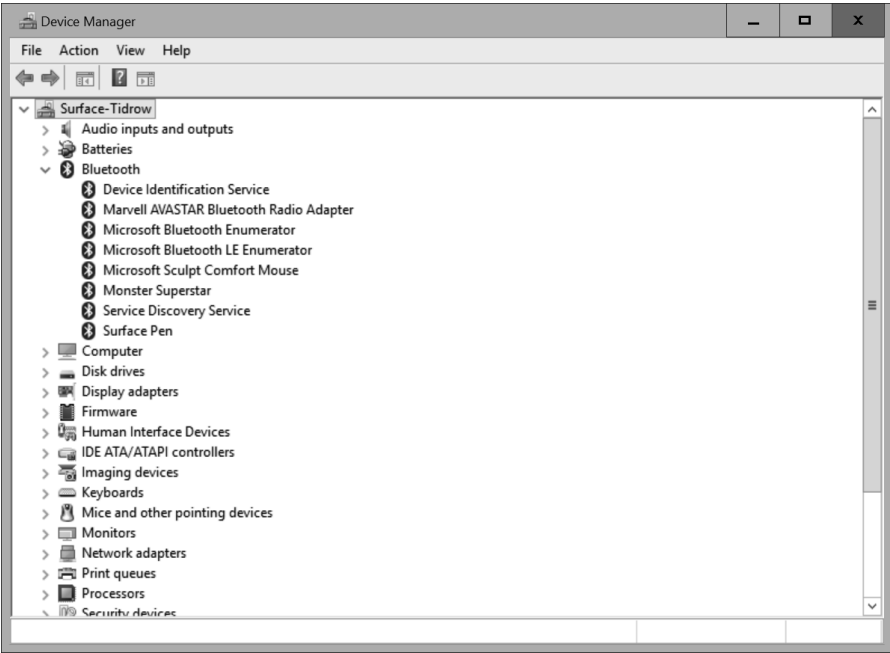 Device Manager
File Action View Help
Surface-Tidrow
Audio inputs and outputs
Batteries
Bluetooth
Device Identification Service
Marvell AVASTAR Bluetooth Radio Adapter
Microsoft Bluetooth Enumerator
Microsoft Bluetooth LE Enumerator
Microsoft Sculpt Comfort Mouse
Monster Superstar
Service Discovery Service
Surface Pen
Computer
Disk drives
Display adapters
Firmware
Human Interface Devices
IDE ATA/ATAPI controllers
Imaging devices
Keyboards
Mice and other pointing devices
Monitors
Network adapters
Print queues
Processors
Security devices